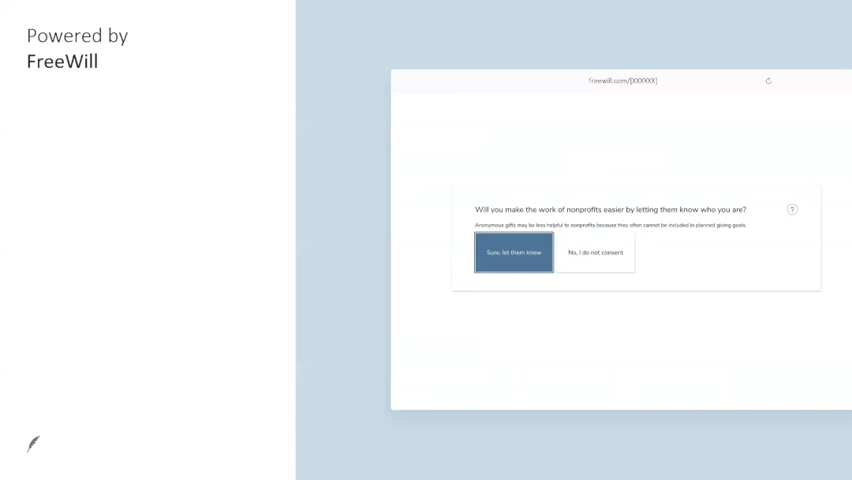 Powered by
FreeWill
freewill.com/[XXXXXX]
Will you make the work of nonprofits easier by letting them know who you are?
?
Anonymous gifts may be less helpful to nonprofits because they often cannot be included in planned giving goals.
Sure, let them know
No, I do not consent